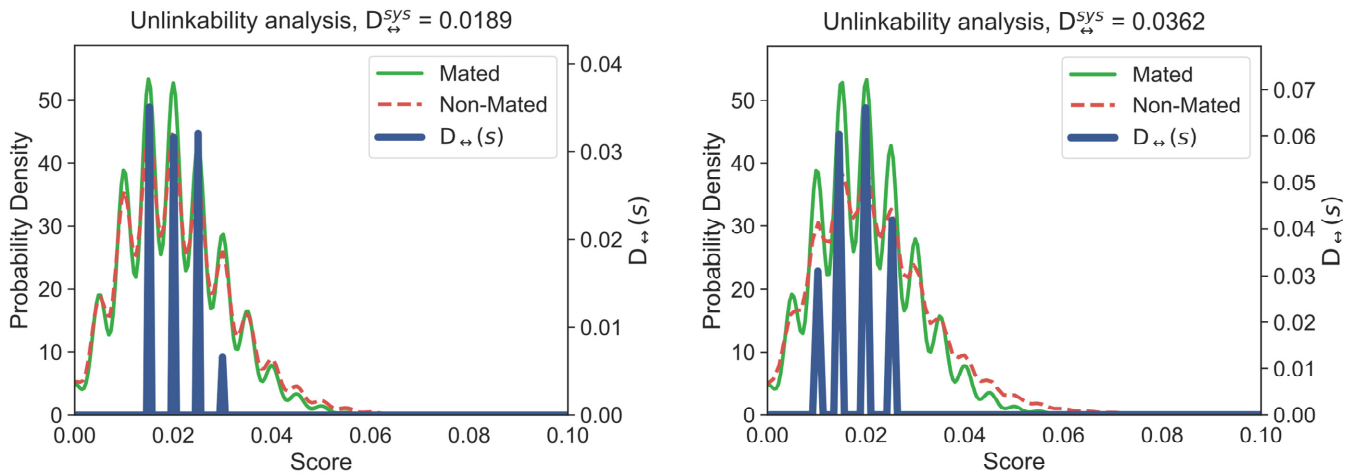 Unlinkability analysis, D↔^sys = 0.0189
Mated
Non-Mated
D↔(s)
Probability Density
50
40
30
20
10
0
0.04
0.03
0.02
0.01
0.00
D↔(s)
0.00 0.02 0.04 0.06 0.08 0.10
Score
Unlinkability analysis, D↔^sys = 0.0362
Mated
Non-Mated
D↔(s)
Probability Density
50
40
30
20
10
0
0.07
0.06
0.05
0.04
0.03
0.02
0.01
0.00
D↔(s)
0.00 0.02 0.04 0.06 0.08 0.10
Score